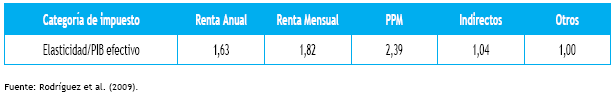 Categoría de impuesto Renta Anual Renta Mensual PPM Indirectos Otros
Elasticidad/PIB efectivo 1,63 1,82 2,39 1,04 1,00
Fuente: Rodríguez et al. (2009).